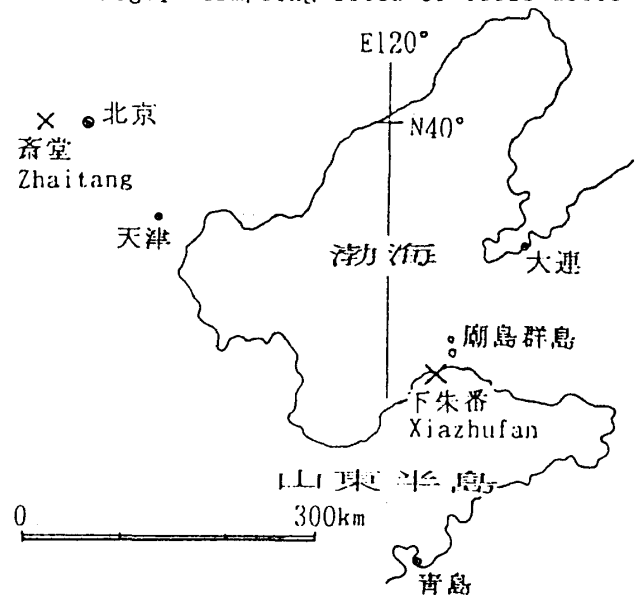 E120°
北京
N40°
斎堂
Zhaitang
天津
渤海
大連
廟島群島
下朱番
Xiazhufan
山東半島
0 300km
青島